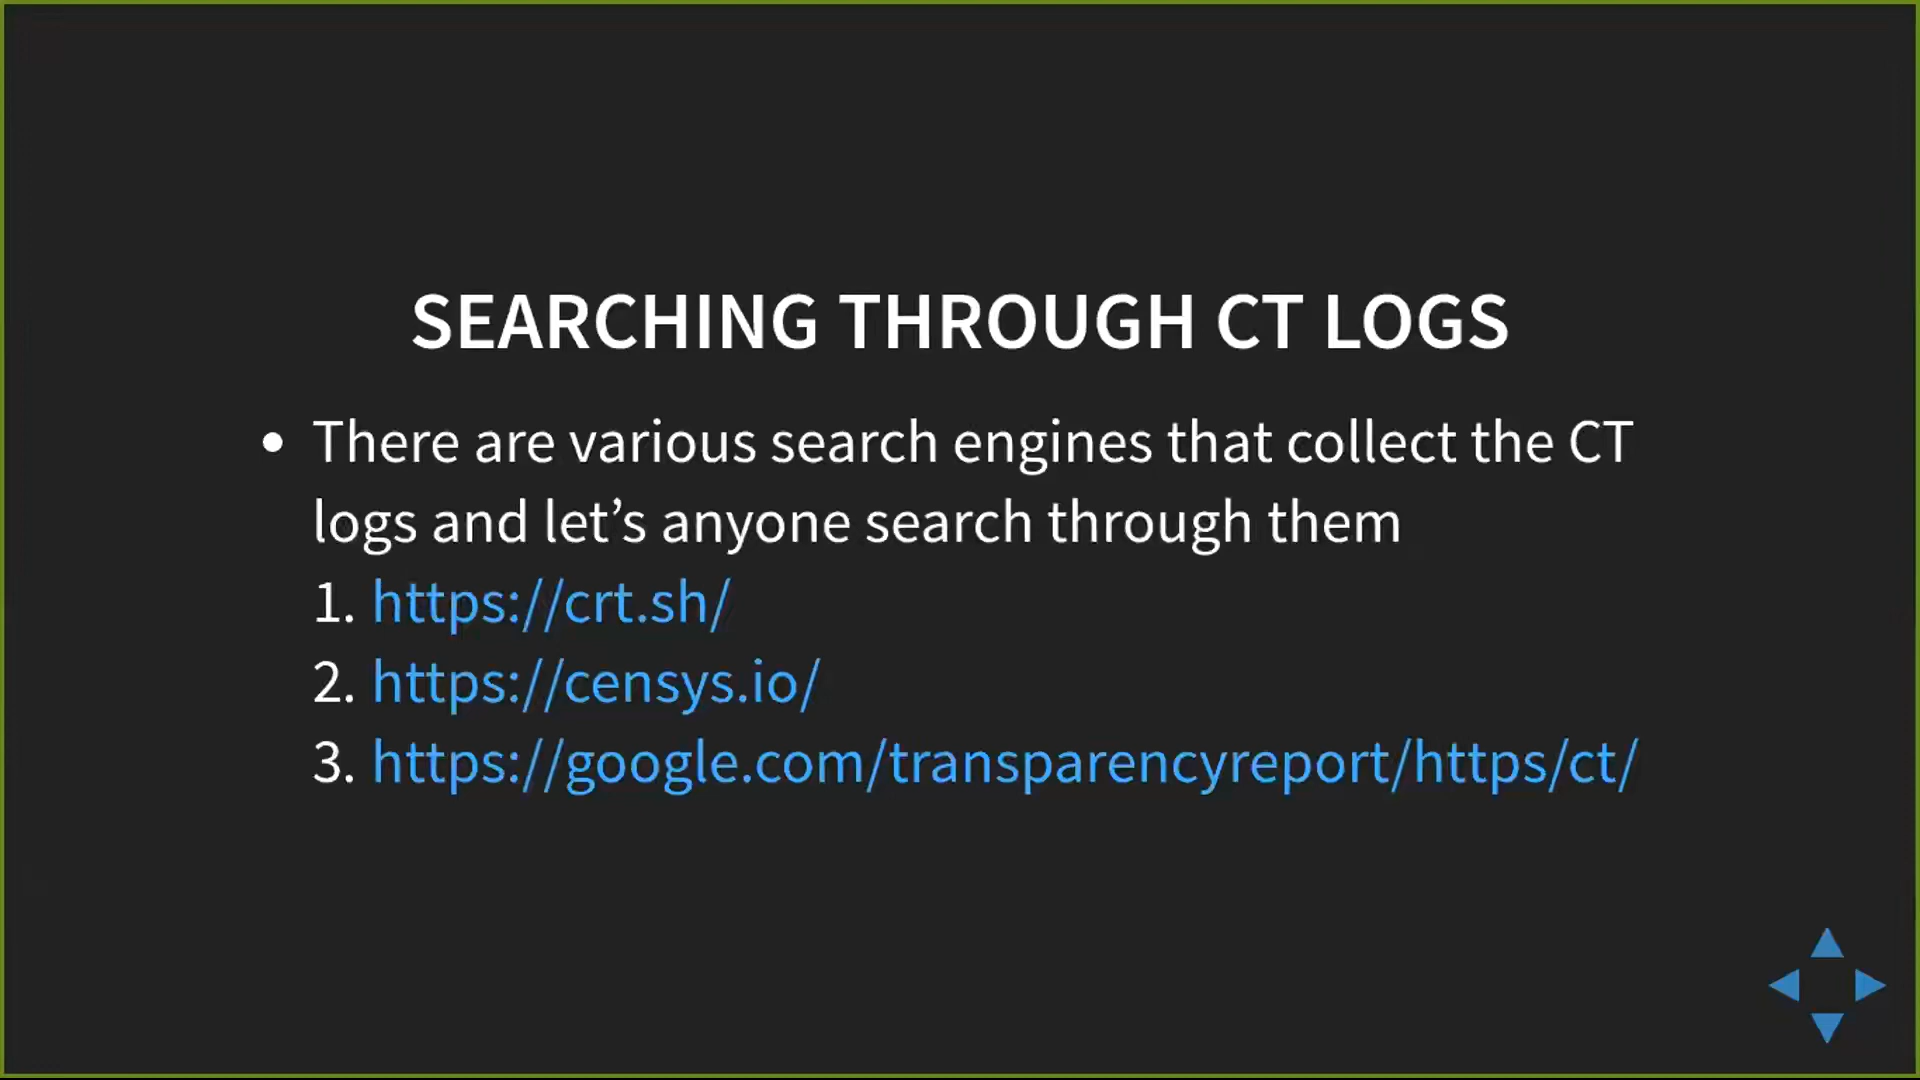 SEARCHING THROUGH CT LOGS
• There are various search engines that collect the CT
logs and let’s anyone search through them
1. https://crt.sh/
2. https://censys.io/
3. https://google.com/transparencyreport/https/ct/